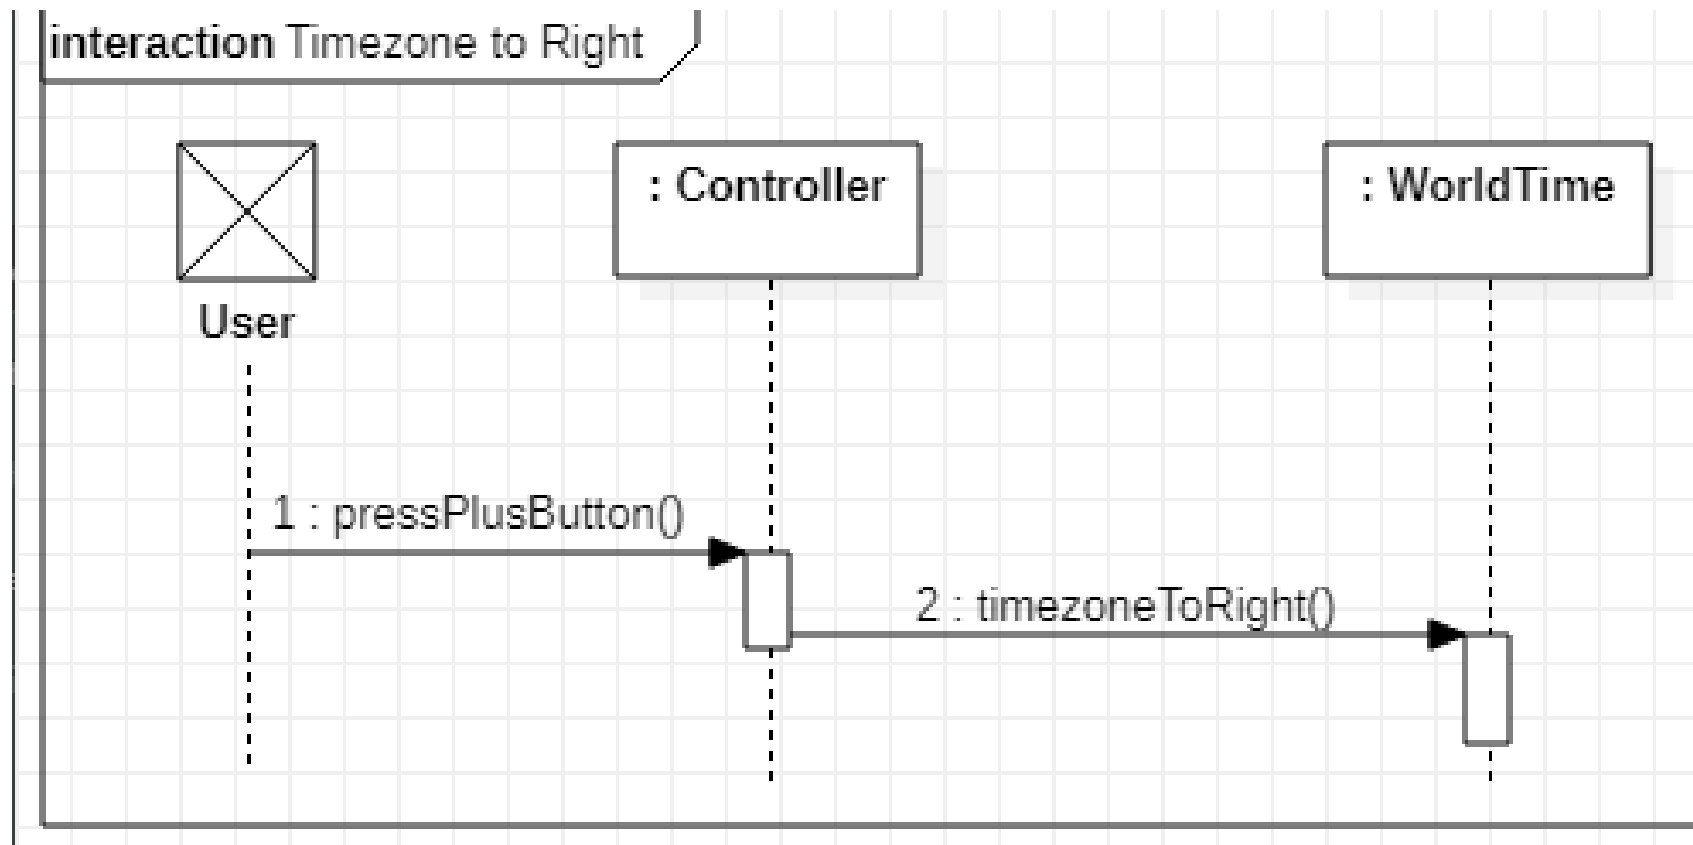 interaction Timezone to Right
: Controller
: WorldTime
User
1 : pressPlusButton()
2 : timezoneToRight()